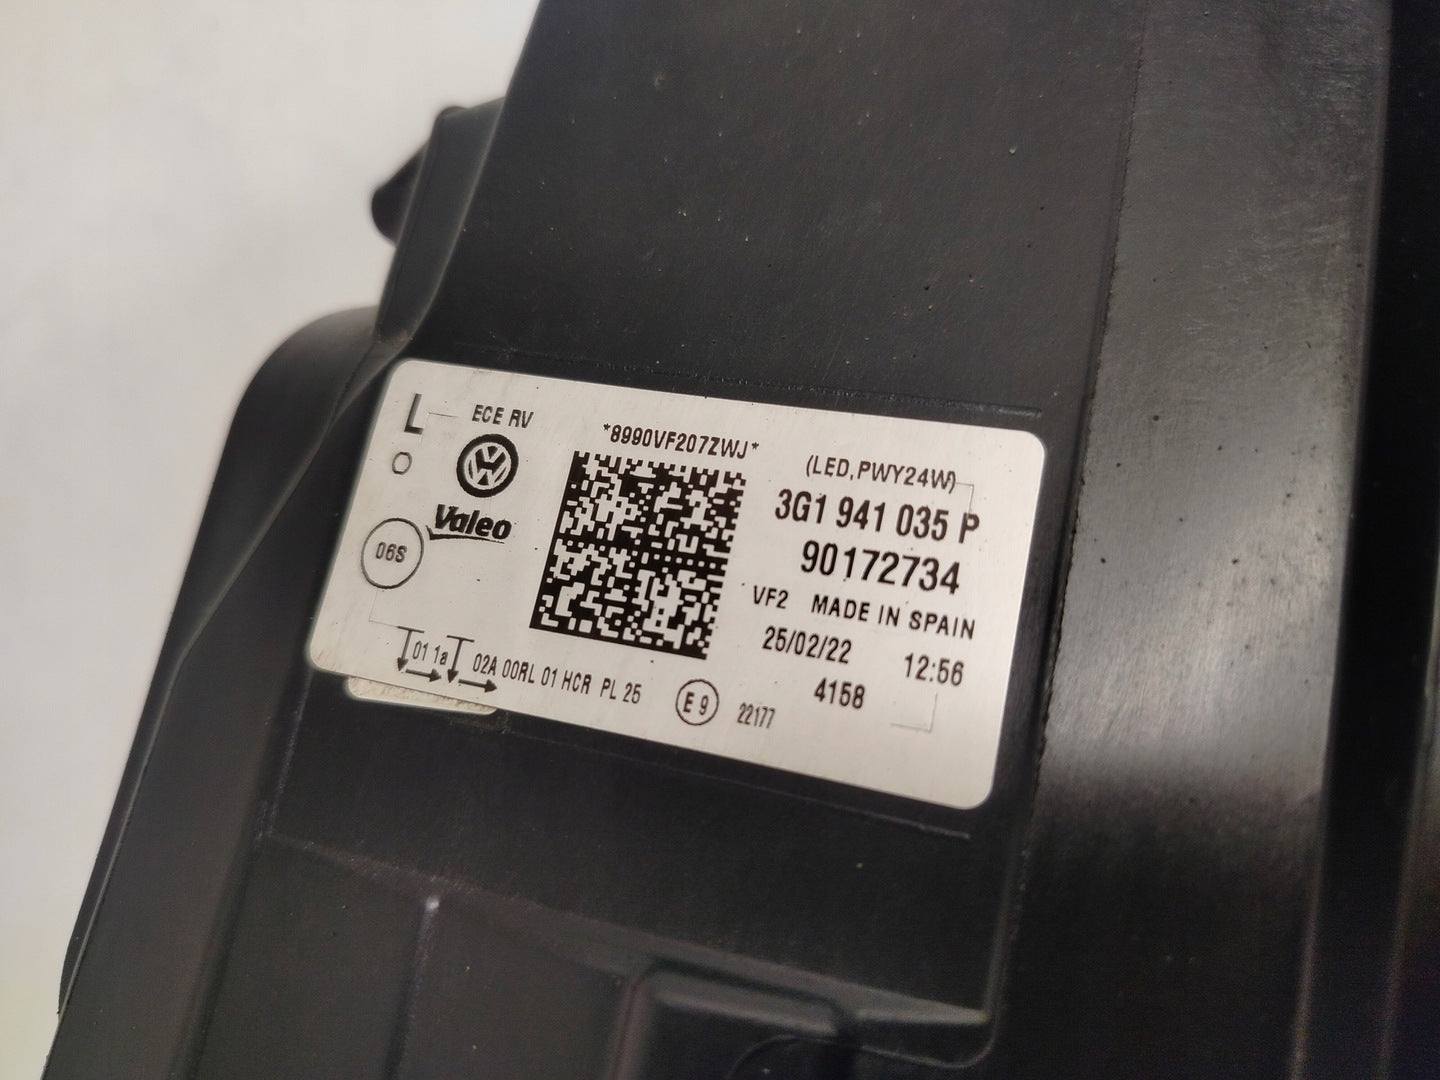 L
ECE RV
O
Valeo
06S
*8990VF207ZWJ*
(LED,PWY24W)
3G1 941 035 P
90172734
VF2 MADE IN SPAIN
25/02/22 12:56
4158
01 1a 02A 00RL 01 HCR PL 25
E9 22177